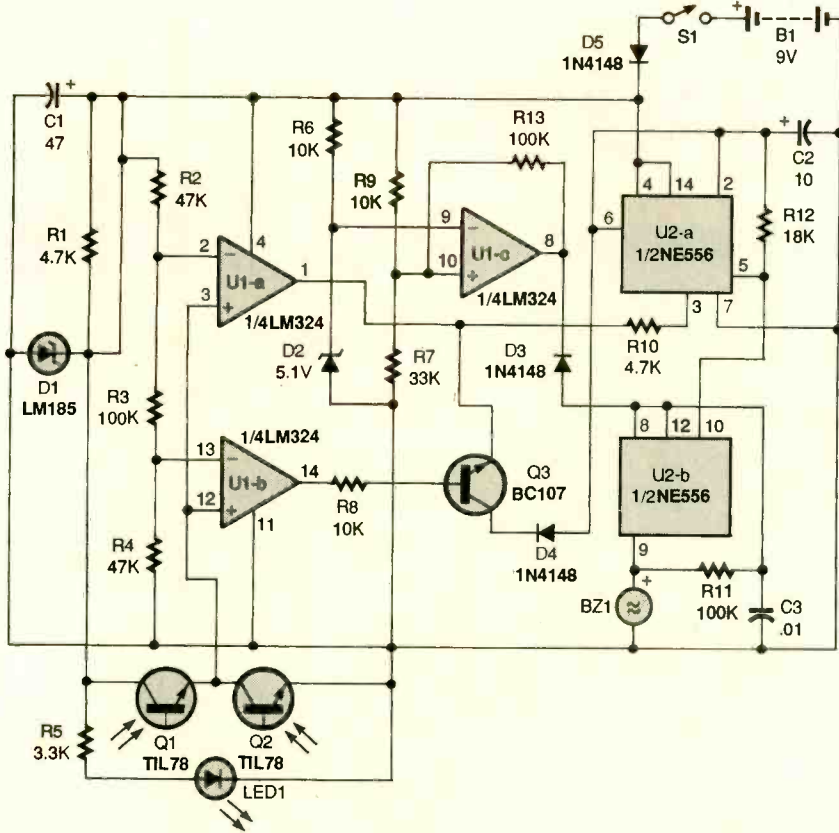 +
S1
+
B1
9V
D5
1N4148
+
C1
47
R6
10K
R13
100K
+
C2
10
R2
47K
R9
10K
4
14
2
6
R1
4.7K
9
−
10
+
U1-c
8
1/4LM324
U2-a
1/2NE556
5
R12
18K
2
−
4
3
+
U1-a
1
1/4LM324
3
7
R10
4.7K
D1
LM185
D2
5.1V
R7
33K
D3
1N4148
R3
100K
8
12
10
1/4LM324
13
−
12
+
U1-b
14
11
R8
10K
Q3
BC107
U2-b
1/2NE556
9
R4
47K
D4
1N4148
+
BZ1
R11
100K
C3
.01
R5
3.3K
Q1
TIL78
Q2
TIL78
LED1